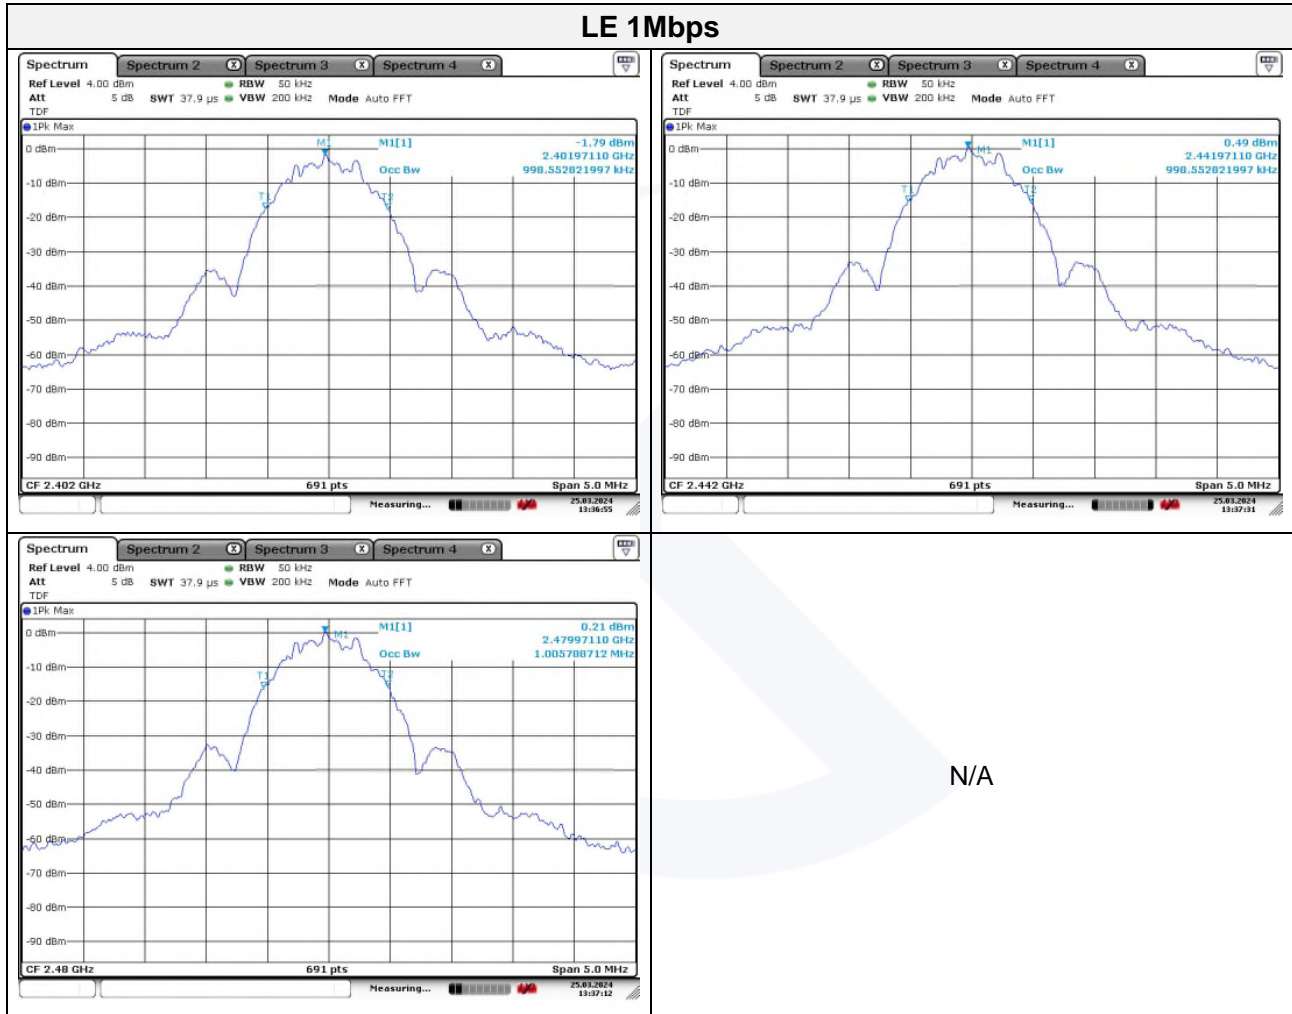 LE 1Mbps
Spectrum Spectrum 2 Spectrum 3 Spectrum 4
Ref Level 4.00 dBm RBW 50 kHz
Att 5 dB SWT 37.9 µs VBW 200 kHz Mode Auto FFT
TDF
1Pk Max
M1[1] -1.79 dBm
2.40197110 GHz
Occ Bw 998.552821997 kHz
M1
T1
T2
0 dBm
-10 dBm
-20 dBm
-30 dBm
-40 dBm
-50 dBm
-60 dBm
-70 dBm
-80 dBm
-90 dBm
CF 2.402 GHz 691 pts Span 5.0 MHz
Measuring... 25.03.2024
13:36:55
Spectrum Spectrum 2 Spectrum 3 Spectrum 4
Ref Level 4.00 dBm RBW 50 kHz
Att 5 dB SWT 37.9 µs VBW 200 kHz Mode Auto FFT
TDF
1Pk Max
M1[1] 0.49 dBm
2.44197110 GHz
Occ Bw 998.552821997 kHz
M1
T1
T2
0 dBm
-10 dBm
-20 dBm
-30 dBm
-40 dBm
-50 dBm
-60 dBm
-70 dBm
-80 dBm
-90 dBm
CF 2.442 GHz 691 pts Span 5.0 MHz
Measuring... 25.03.2024
13:37:31
Spectrum Spectrum 2 Spectrum 3 Spectrum 4
Ref Level 4.00 dBm RBW 50 kHz
Att 5 dB SWT 37.9 µs VBW 200 kHz Mode Auto FFT
TDF
1Pk Max
M1[1] 0.21 dBm
2.47997110 GHz
Occ Bw 1.005788712 MHz
M1
T1
T2
0 dBm
-10 dBm
-20 dBm
-30 dBm
-40 dBm
-50 dBm
-60 dBm
-70 dBm
-80 dBm
-90 dBm
CF 2.48 GHz 691 pts Span 5.0 MHz
Measuring... 25.03.2024
13:37:12
N/A